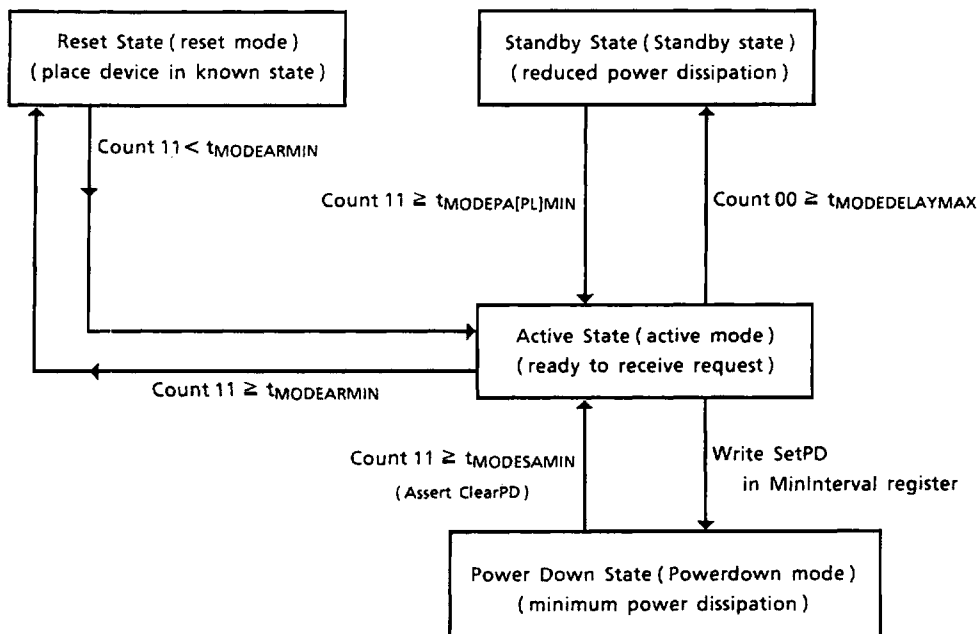 Reset State ( reset mode )
( place device in known state )
Standby State ( Standby state )
( reduced power dissipation )
Count 11 < tMODEARMIN
Count 11 ≧ tMODEPA[PL]MIN
Count 00 ≧ tMODEDELAYMAX
Active State ( active mode )
( ready to receive request )
Count 11 ≧ tMODEARMIN
Count 11 ≧ tMODESAMIN
( Assert ClearPD )
Write SetPD
in MinInterval register
Power Down State ( Powerdown mode )
( minimum power dissipation )